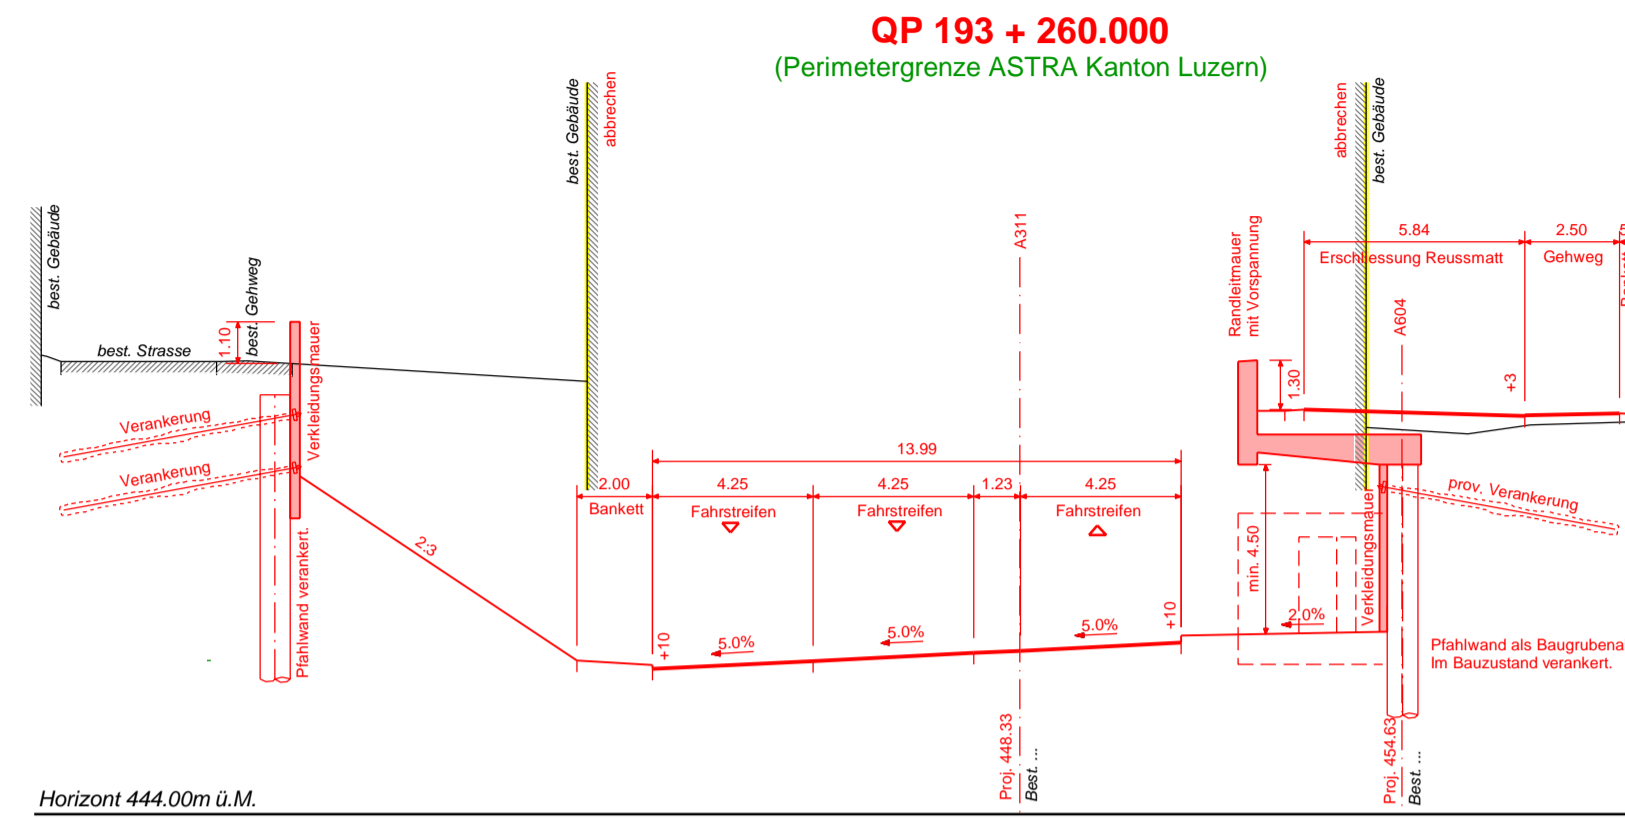 QP 193 + 260.000
(Perimetergrenze ASTRA Kanton Luzern)
best. Gebäude
best. Gebäude
abbrechen
abbrechen
best. Gebäude
best. Gehweg
1.10
best. Strasse
Verkleidungsmauer
Verankerung
Verankerung
Pfahlwand verankert.
2:3
A311
13.99
2.00
4.25
4.25
1.23
4.25
Bankett
Fahrstreifen
Fahrstreifen
Fahrstreifen
+10
5.0%
5.0%
5.0%
+10
Randleitmauer
mit Vorspannung
5.84
2.50
Erschliessung Reussmatt
Gehweg
A604
1.30
+3
prov. Verankerung
min. 4.50
Verkleidungsmauer
2.0%
Pfahlwand als Baugrubena
Im Bauzustand verankert.
Proj. 448.33
Best. ...
Proj. 454.63
Best. ...
Horizont 444.00m ü.M.